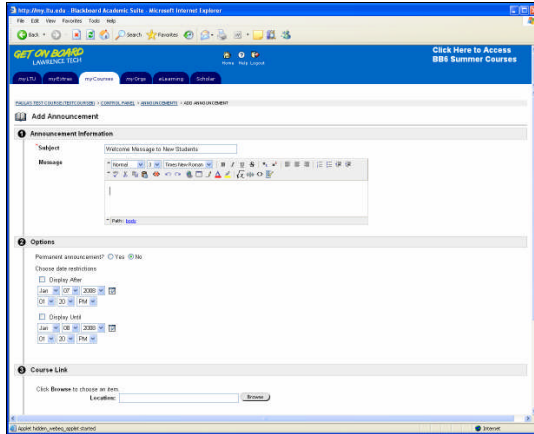 http://my.ltu.edu - Blackboard Academic Suite - Microsoft Internet Explorer
File Edit View Favorites Tools Help
Back Search Favorites
GET ON BOARD
LAWRENCE TECH
Home Help Logout
Click Here to Access
BB6 Summer Courses
myLTU myExtras myCourses myOrgs eLearning Scholar
CONTROL PANEL > ANNOUNCEMENTS > ADD ANNOUNCEMENT
Add Announcement
1 Announcement Information
*Subject Welcome Message to New Students
Message Normal 3 Times New Roman B I U S
Path: body
2 Options
Permanent announcement? Yes No
Choose date restrictions
Display After
Jan 07 2008
01 20 PM
Display Until
Jan 08 2008
01 20 PM
3 Course Link
Click Browse to choose an item.
Location: Browse
Applet hidden_webeq_applet started Internet